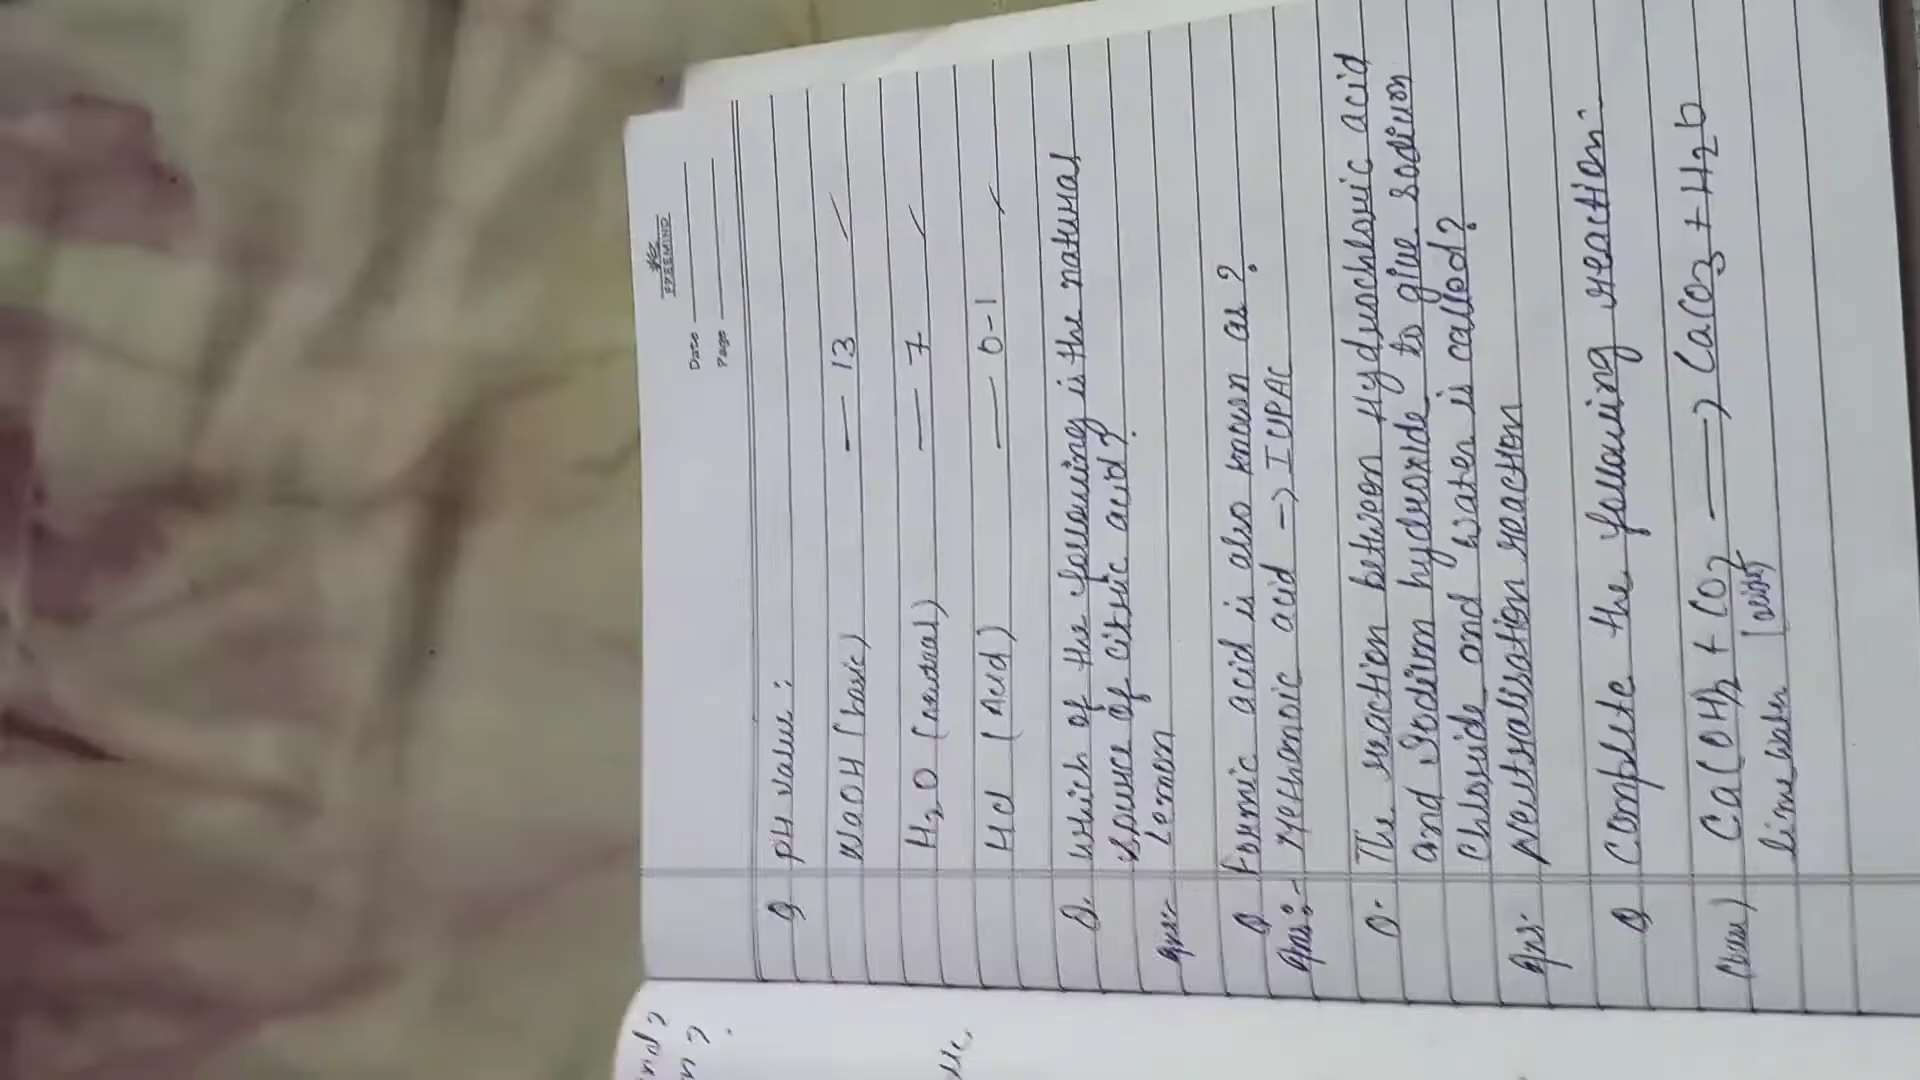 FREEMIND
Date
Page
Q pH value :
NaOH (basic) — 13
H₂O (neutral) — 7
HCl (Acid) — 0-1
Q. Which of the following is the natural
source of citric acid?
Ans:- Lemon
Q Formic acid is also known as?
Ans:- Methanoic acid → IUPAC
Q. The reaction between Hydrochloric acid
and Sodium hydroxide to give sodium
Chloride and water is called?
Ans:- Neutralisation reaction
Q Complete the following reaction:-
(base) Ca(OH)₂ + CO₂ ⟶ CaCO₃ + H₂O
lime water (acid)